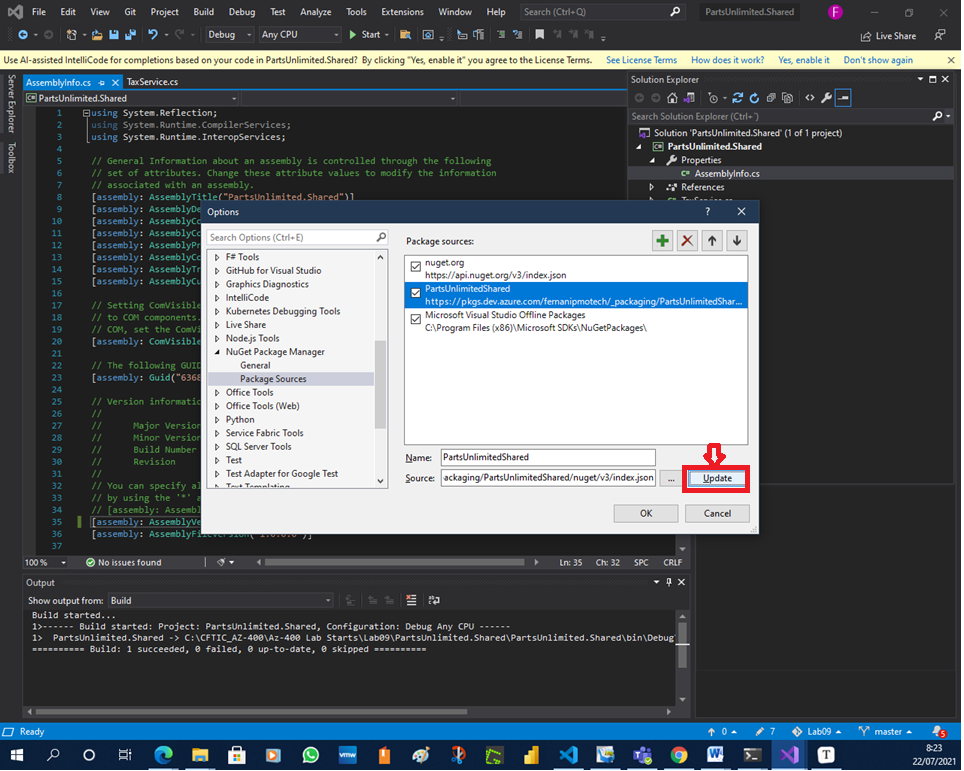 File Edit View Git Project Build Debug Test Analyze Tools Extensions Window Help Search (Ctrl+Q) PartsUnlimited.Shared F
Debug Any CPU Start Live Share
Use AI-assisted IntelliCode for completions based on your code in PartsUnlimited.Shared? By clicking "Yes, enable it" you agree to the License Terms. See License Terms How does it work? Yes, enable it Don't show again
Server Explorer
Toolbox
AssemblyInfo.cs TaxService.cs
PartsUnlimited.Shared
1 using System.Reflection;
2 using System.Runtime.CompilerServices;
3 using System.Runtime.InteropServices;
4
5 // General Information about an assembly is controlled through the following
6 // set of attributes. Change these attribute values to modify the information
7 // associated with an assembly.
8 [assembly: AssemblyTitle("PartsUnlimited.Shared")]
9 [assembly: AssemblyDe
10 [assembly: AssemblyCo
11 [assembly: AssemblyCo
12 [assembly: AssemblyPr
13 [assembly: AssemblyCo
14 [assembly: AssemblyTr
15 [assembly: AssemblyCu
16
17 // Setting ComVisible
18 // to COM components.
19 // COM, set the ComVi
20 [assembly: ComVisible
21
22 // The following GUID
23 [assembly: Guid("6368
24
25 // Version informatio
26 //
27 // Major Version
28 // Minor Version
29 // Build Number
30 // Revision
31 //
32 // You can specify al
33 // by using the '*' a
34 // [assembly: Assembl
35 [assembly: AssemblyVe
36 [assembly: AssemblyFileVersion("1.0.0.0")]
37
100 % No issues found Ln: 35 Ch: 32 SPC CRLF
Solution Explorer
Search Solution Explorer (Ctrl+´)
Solution 'PartsUnlimited.Shared' (1 of 1 project)
PartsUnlimited.Shared
Properties
AssemblyInfo.cs
References
Options ?
Search Options (Ctrl+E)
F# Tools
GitHub for Visual Studio
Graphics Diagnostics
IntelliCode
Kubernetes Debugging Tools
Live Share
Node.js Tools
NuGet Package Manager
General
Package Sources
Office Tools
Office Tools (Web)
Python
Service Fabric Tools
SQL Server Tools
Test
Test Adapter for Google Test
Text Templating
Package sources:
nuget.org
https://api.nuget.org/v3/index.json
PartsUnlimitedShared
https://pkgs.dev.azure.com/fernanipmotech/_packaging/PartsUnlimitedShar...
Microsoft Visual Studio Offline Packages
C:\Program Files (x86)\Microsoft SDKs\NuGetPackages\
Name: PartsUnlimitedShared
Source: ackaging/PartsUnlimitedShared/nuget/v3/index.json ... Update
OK Cancel
Output
Show output from: Build
Build started...
1>------ Build started: Project: PartsUnlimited.Shared, Configuration: Debug Any CPU ------
1> PartsUnlimited.Shared -> C:\CFTIC_AZ-400\Az-400 Lab Starts\Lab09\PartsUnlimited.Shared\PartsUnlimited.Shared\bin\Debug
========== Build: 1 succeeded, 0 failed, 0 up-to-date, 0 skipped ==========
Ready 0 7 Lab09 master 5
8:23
22/07/2021